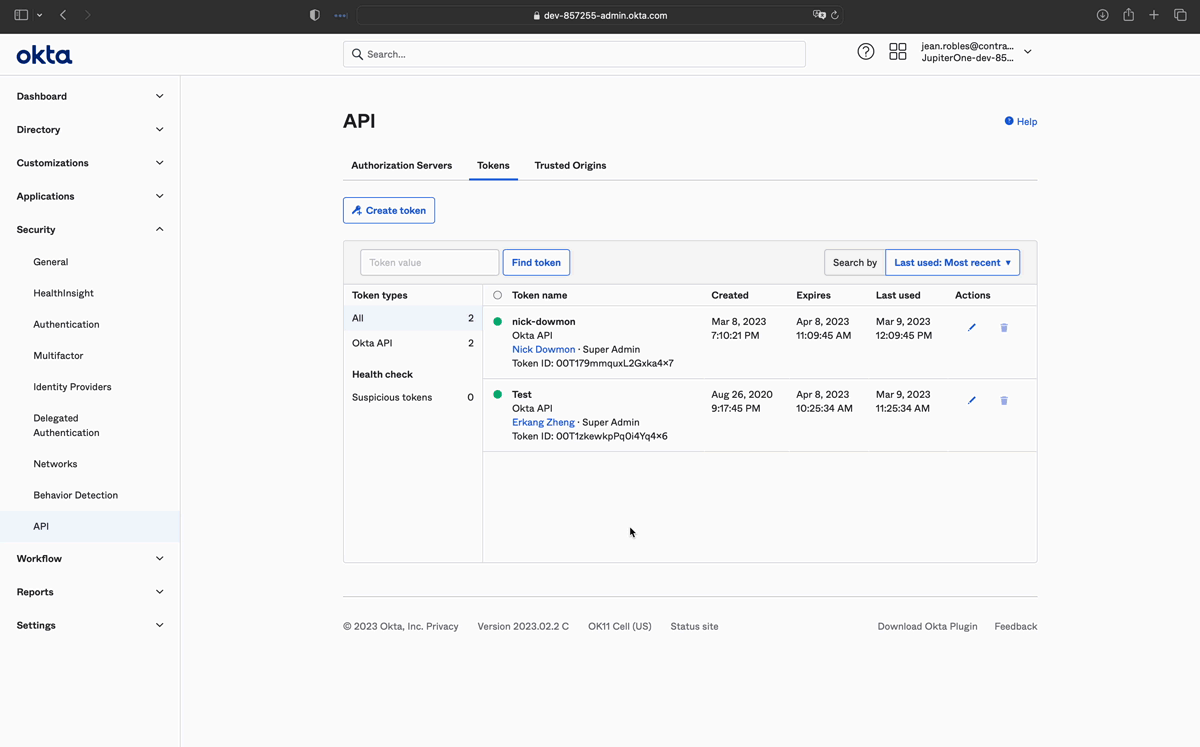 dev-857255-admin.okta.com
okta
Search...
jean.robles@contra...
JupiterOne-dev-85...
Dashboard
Directory
Customizations
Applications
Security
General
HealthInsight
Authentication
Multifactor
Identity Providers
Delegated
Authentication
Networks
Behavior Detection
API
Workflow
Reports
Settings
API
Help
Authorization Servers
Tokens
Trusted Origins
Create token
Token value
Find token
Search by
Last used: Most recent ▼
Token types
All 2
Okta API 2
Health check
Suspicious tokens 0
Token name Created Expires Last used Actions
nick-dowmon Mar 8, 2023 Apr 8, 2023 Mar 9, 2023
Okta API 7:10:21 PM 11:09:45 AM 12:09:45 PM
Nick Dowmon · Super Admin
Token ID: 00T179mmquxL2Gxka4x7
Test Aug 26, 2020 Apr 8, 2023 Mar 9, 2023
Okta API 9:17:45 PM 10:25:34 AM 11:25:34 AM
Erkang Zheng · Super Admin
Token ID: 00T1zkewkpPq0i4Yq4x6
© 2023 Okta, Inc. Privacy Version 2023.02.2 C OK11 Cell (US) Status site Download Okta Plugin Feedback